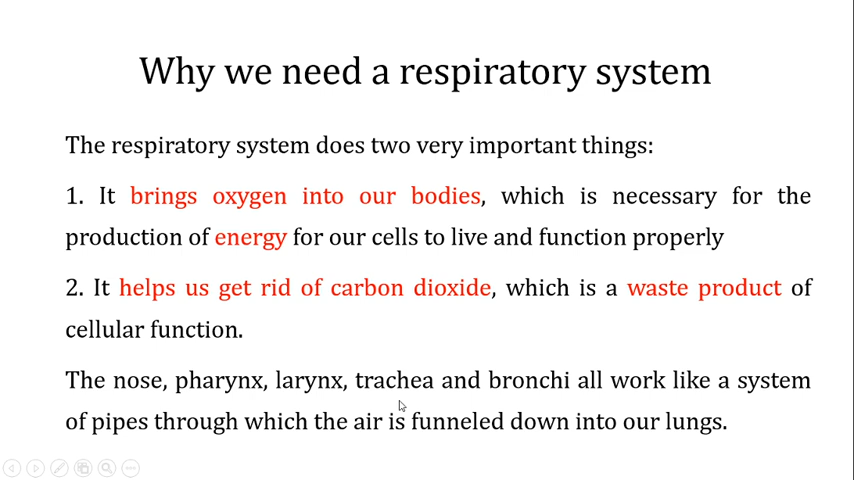 Why we need a respiratory system
The respiratory system does two very important things:
1. It brings oxygen into our bodies, which is necessary for the
production of energy for our cells to live and function properly
2. It helps us get rid of carbon dioxide, which is a waste product of
cellular function.
The nose, pharynx, larynx, trachea and bronchi all work like a system
of pipes through which the air is funneled down into our lungs.